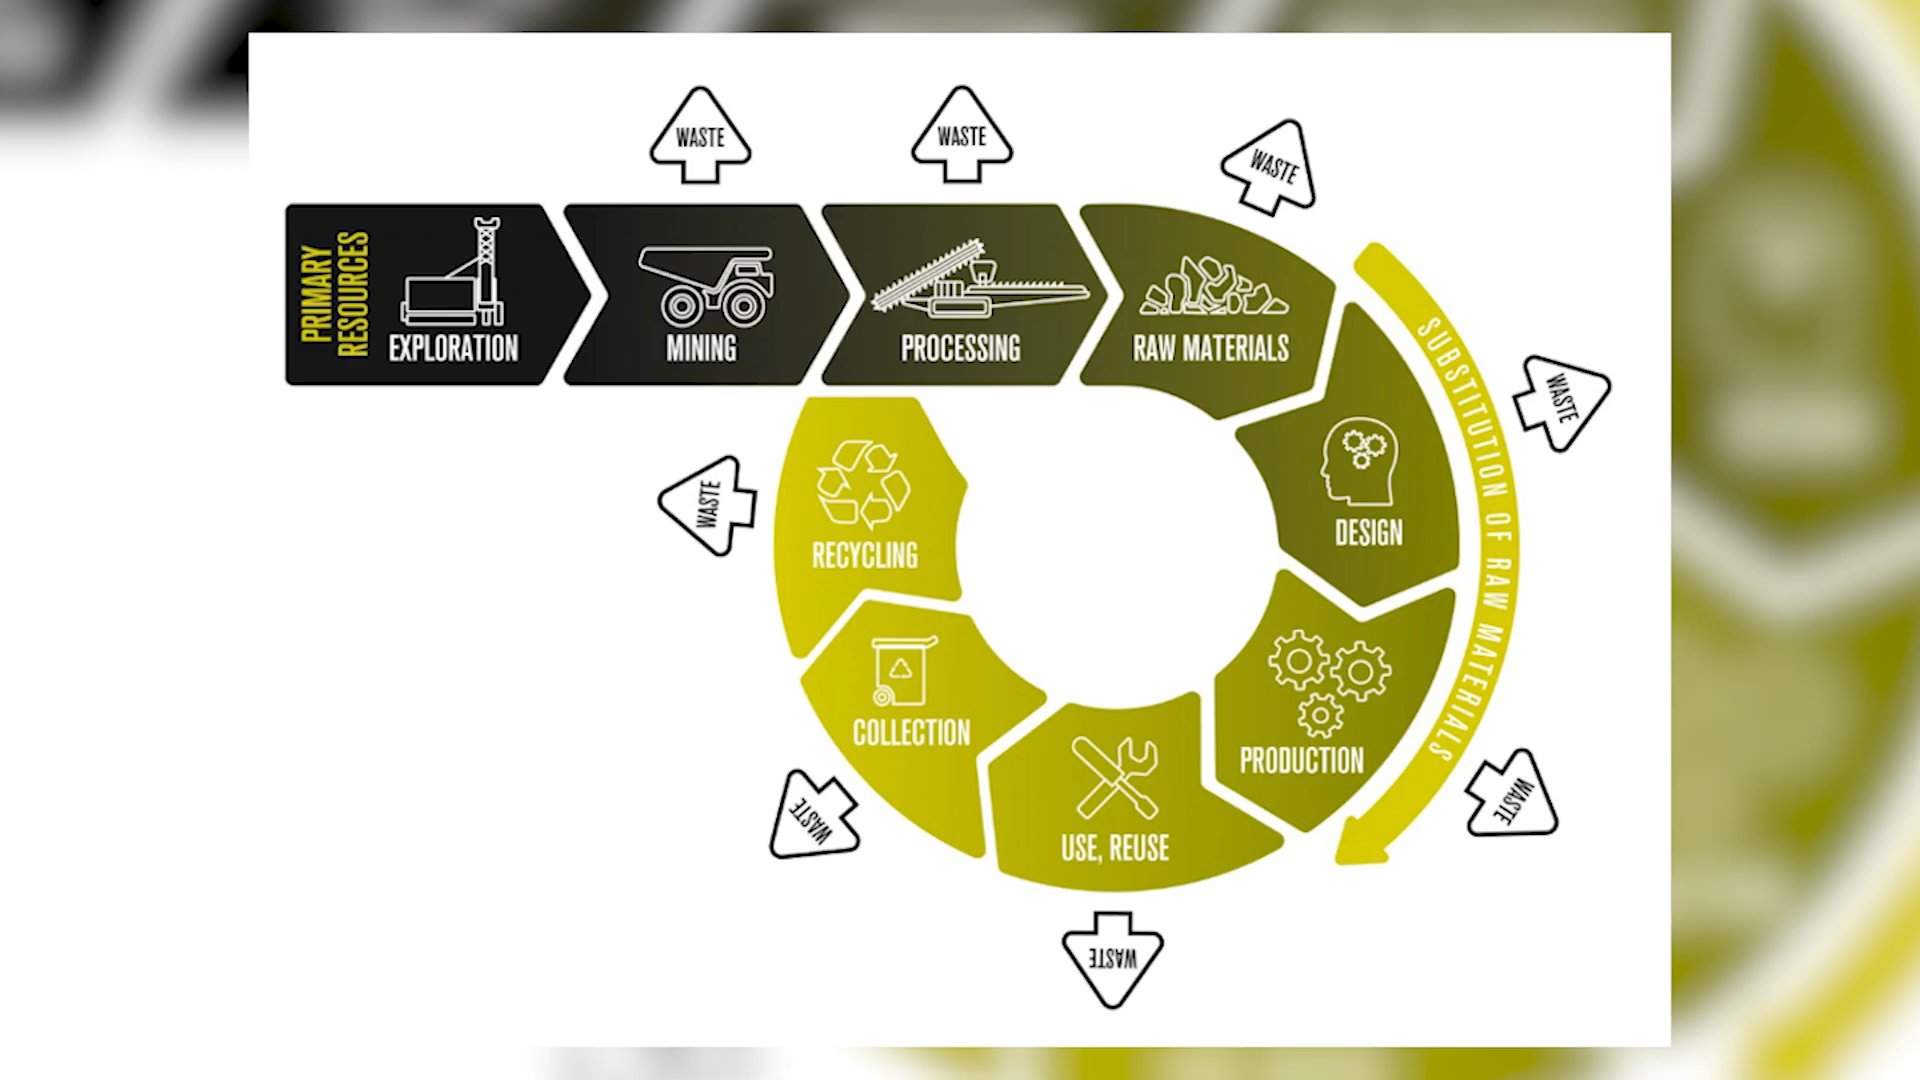 WASTE
WASTE
WASTE
PRIMARY
RESOURCES
EXPLORATION
MINING
PROCESSING
RAW MATERIALS
SUBSTITUTION OF RAW MATERIALS
WASTE
DESIGN
WASTE
RECYCLING
COLLECTION
PRODUCTION
WASTE
WASTE
USE, REUSE
WASTE